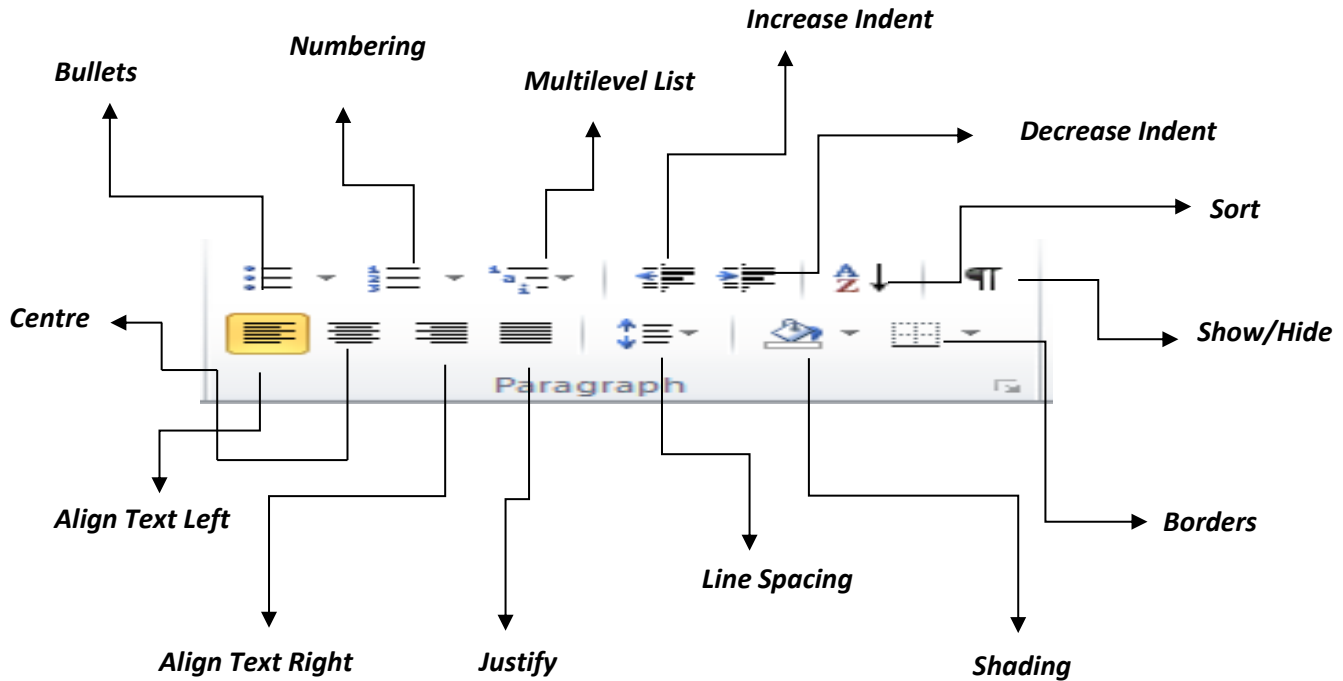 Increase Indent
Numbering
Bullets
Multilevel List
Decrease Indent
Sort
Centre
Show/Hide
Paragraph
Align Text Left
Borders
Line Spacing
Align Text Right
Justify
Shading